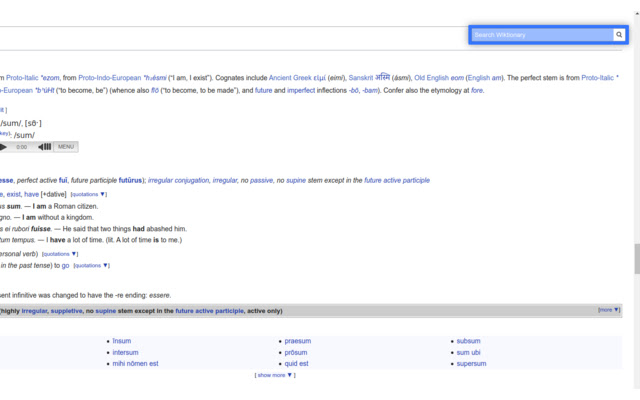 Search Wiktionary
m Proto-Italic *ezom, from Proto-Indo-European *h₁ésmi (“I am, I exist”). Cognates include Ancient Greek εἰμί (eimí), Sanskrit अस्मि (ásmi), Old English eom (English am). The perfect stem is from Proto-Italic *
o-European *bʰuHt (“to become, be”) (whence also fīō (“to become, to be made”), and future and imperfect inflections -bō, -bam). Confer also the etymology at fore.
]
/sum/, [sʊ̃ˑ]
key): /sum/
0:00 MENU
esse, perfect active fuī, future participle futūrus); irregular conjugation, irregular, no passive, no supine stem except in the future active participle
e, exist, have [+dative] [quotations ▼]
us sum. — I am a Roman citizen.
gno. — I am without a kingdom.
s ei rubori fuisse. — He said that two things had abashed him.
tum tempus. — I have a lot of time. (lit. A lot of time is to me.)
ersonal verb) [quotations ▼]
in the past tense) to go [quotations ▼]
sent infinitive was changed to have the -re ending: essere.
(highly irregular, suppletive, no supine stem except in the future active participle, active only) [more ▼]
īnsum praesum subsum
intersum prōsum sum ubi
mihi nōmen est quid est supersum
[ show more ▼ ]